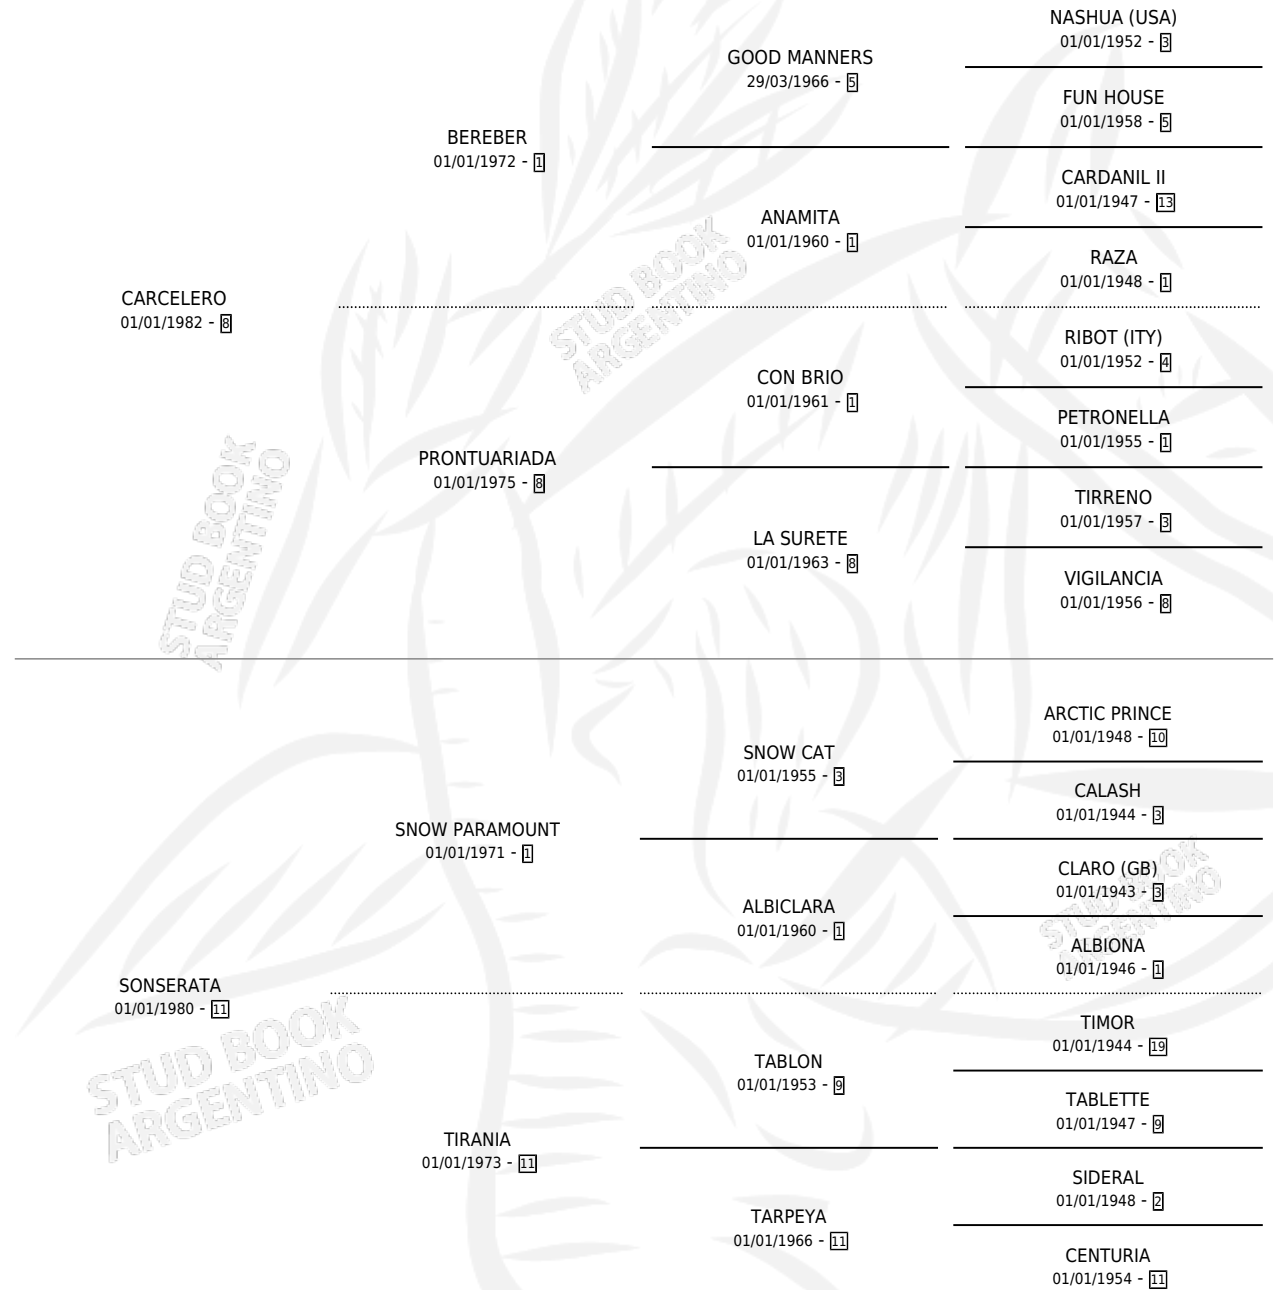 NASHUA (USA)
01/01/1952 - 3
GOOD MANNERS
29/03/1966 - 5
FUN HOUSE
01/01/1958 - 5
BEREBER
01/01/1972 - 1
CARDANIL II
01/01/1947 - 13
ANAMITA
01/01/1960 - 1
RAZA
01/01/1948 - 1
CARCELERO
01/01/1982 - 8
RIBOT (ITY)
01/01/1952 - 4
CON BRIO
01/01/1961 - 1
PETRONELLA
01/01/1955 - 1
PRONTUARIADA
01/01/1975 - 8
TIRRENO
01/01/1957 - 3
LA SURETE
01/01/1963 - 8
VIGILANCIA
01/01/1956 - 8
ARCTIC PRINCE
01/01/1948 - 10
SNOW CAT
01/01/1955 - 3
CALASH
01/01/1944 - 3
SNOW PARAMOUNT
01/01/1971 - 1
CLARO (GB)
01/01/1943 - 3
ALBICLARA
01/01/1960 - 1
ALBIONA
01/01/1946 - 1
SONSERATA
01/01/1980 - 11
TIMOR
01/01/1944 - 19
TABLON
01/01/1953 - 9
TABLETTE
01/01/1947 - 9
TIRANIA
01/01/1973 - 11
SIDERAL
01/01/1948 - 2
TARPEYA
01/01/1966 - 11
CENTURIA
01/01/1954 - 11
STUD BOOK
ARGENTINO
STUD BOOK
ARGENTINO
STUD BOOK
ARGENTINO
STUD BOOK
ARGENTINO